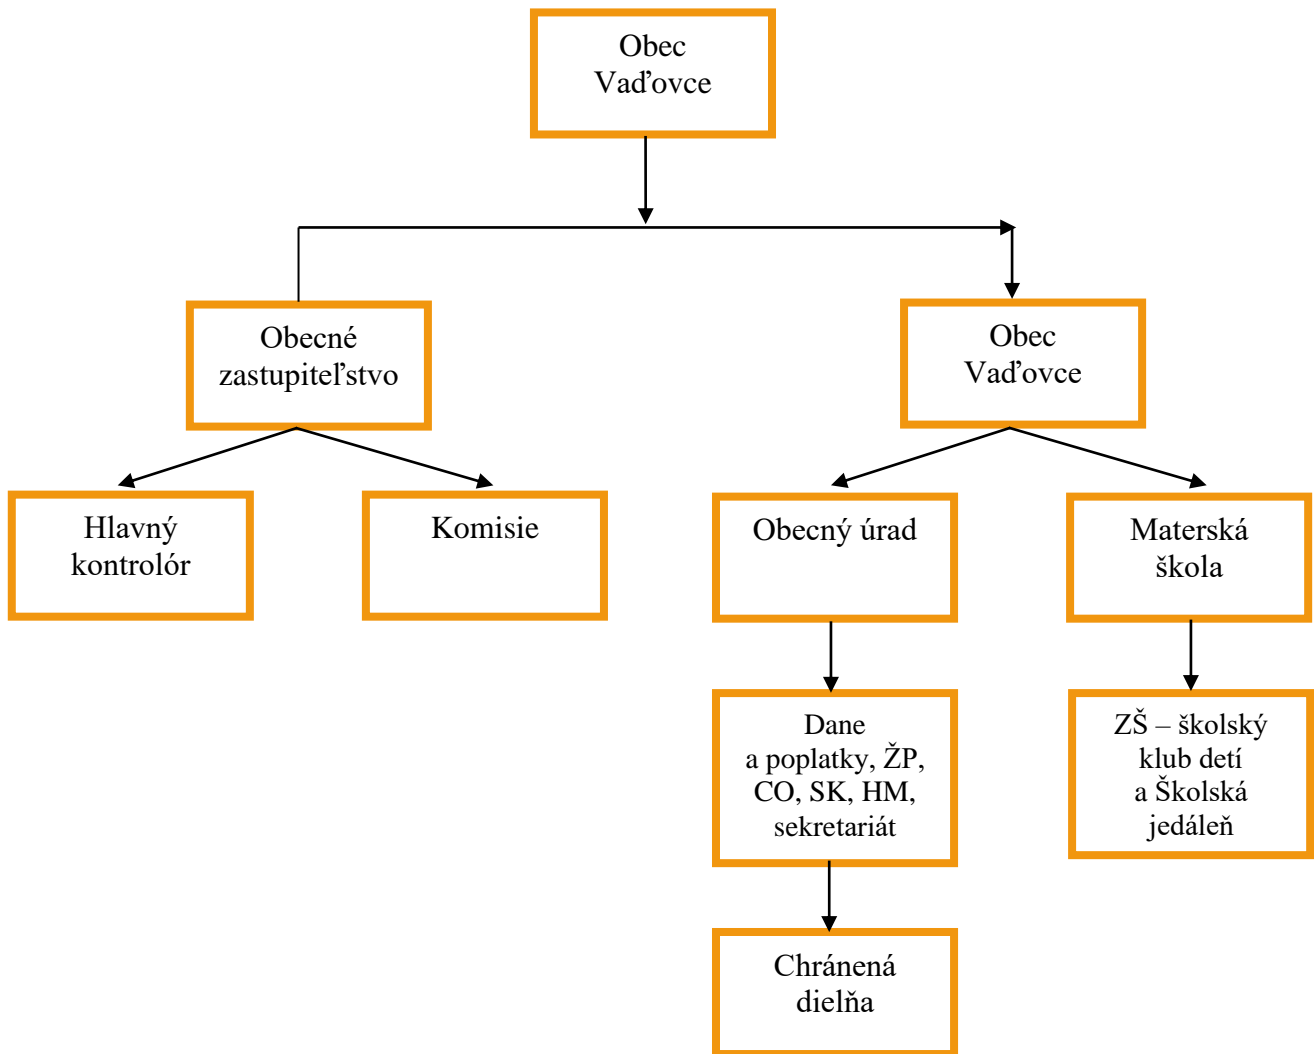 Obec
Vaďovce
Obecné
zastupiteľstvo
Obec
Vaďovce
Hlavný
kontrolór
Komisie
Obecný úrad
Materská
škola
Dane
a poplatky, ŽP,
CO, SK, HM,
sekretariát
ZŠ – školský
klub detí
a Školská
jedáleň
Chránená
dielňa